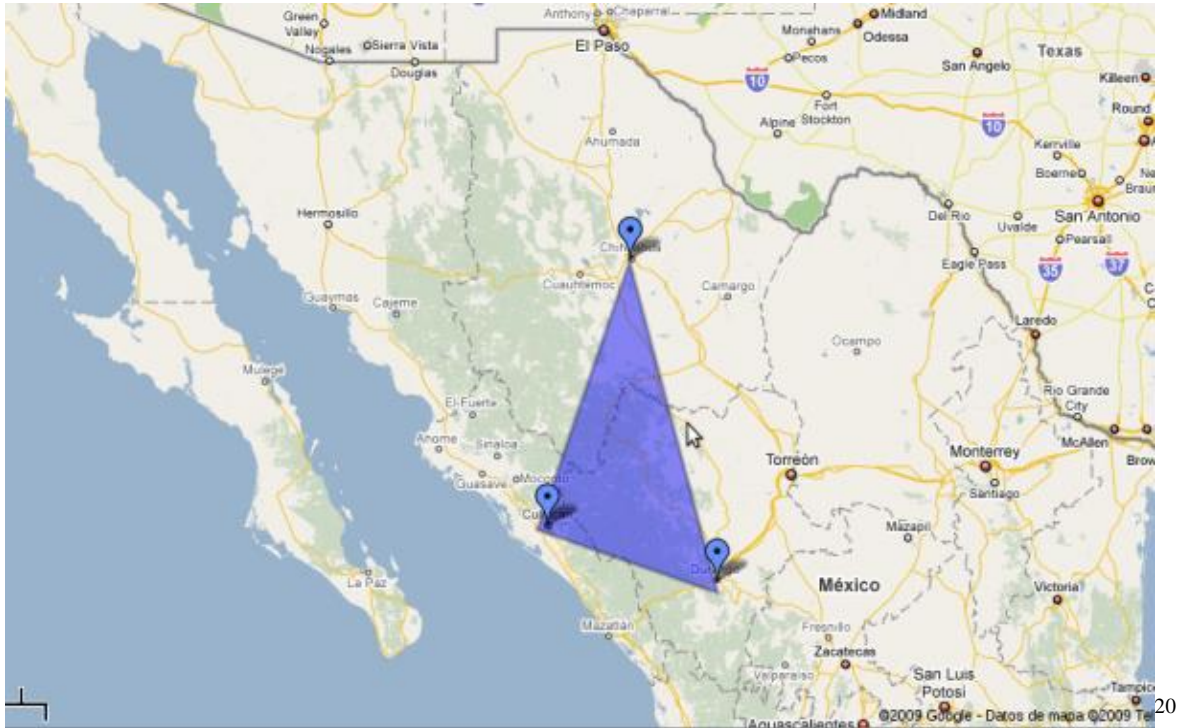 Green
Valley
Nogales
Sierra Vista
Douglas
Anthony
Chaparral
El Paso
Midland
Odessa
Monahans
Pecos
Texas
San Angelo
Killeen
Round
10
Fort
Stockton
Alpine
10
Kerrville
Boerne
Ahumada
Hermosillo
Del Rio
Uvalde
San Antonio
Pearsall
Eagle Pass
35
37
Cuauhtemoc
Camargo
Guaymas
Cajeme
Laredo
Ocampo
Mulege
El-Fuerte
Rio Grande
City
McAllen
Ahome
Sinaloa
Guasave
Torreón
Monterrey
Santiago
Mazapil
La Paz
México
Victoria
Mazatlán
Fresnillo
Zacatecas
Valparaiso
San Luis
Potosi
©2009 Google - Datos de mapa ©2009 Te
20